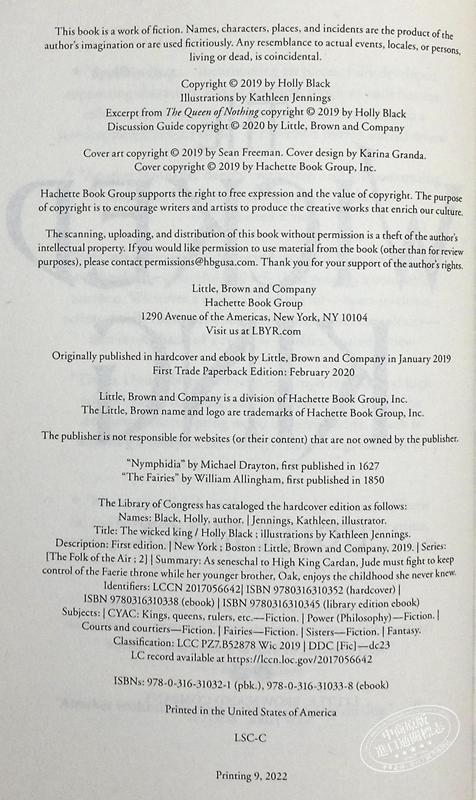 This book is a work of fiction. Names, characters, places, and incidents are the product of the
author's imagination or are used fictitiously. Any resemblance to actual events, locales, or persons,
living or dead, is coincidental.
Copyright © 2019 by Holly Black
Illustrations by Kathleen Jennings
Excerpt from The Queen of Nothing copyright © 2019 by Holly Black
Discussion Guide copyright © 2020 by Little, Brown and Company
Cover art copyright © 2019 by Sean Freeman. Cover design by Karina Granda.
Cover copyright © 2019 by Hachette Book Group, Inc.
Hachette Book Group supports the right to free expression and the value of copyright. The purpose
of copyright is to encourage writers and artists to produce the creative works that enrich our culture.
The scanning, uploading, and distribution of this book without permission is a theft of the author's
intellectual property. If you would like permission to use material from the book (other than for review
purposes), please contact permissions@hbgusa.com. Thank you for your support of the author's rights.
Little, Brown and Company
Hachette Book Group
1290 Avenue of the Americas, New York, NY 10104
Visit us at LBYR.com
Originally published in hardcover and ebook by Little, Brown and Company in January 2019
First Trade Paperback Edition: February 2020
Little, Brown and Company is a division of Hachette Book Group, Inc.
The Little, Brown name and logo are trademarks of Hachette Book Group, Inc.
The publisher is not responsible for websites (or their content) that are not owned by the publisher.
"Nymphidia" by Michael Drayton, first published in 1627
"The Fairies" by William Allingham, first published in 1850
The Library of Congress has cataloged the hardcover edition as follows:
Names: Black, Holly, author. | Jennings, Kathleen, illustrator.
Title: The wicked king / Holly Black ; illustrations by Kathleen Jennings.
Description: First edition. | New York ; Boston : Little, Brown and Company, 2019. | Series:
[The Folk of the Air ; 2] | Summary: As seneschal to High King Cardan, Jude must fight to keep
control of the Faerie throne while her younger brother, Oak, enjoys the childhood she never knew.
Identifiers: LCCN 2017056642| ISBN 9780316310352 (hardcover) |
ISBN 9780316310338 (ebook) | ISBN 9780316310345 (library edition ebook)
Subjects: | CYAC: Kings, queens, rulers, etc.—Fiction. | Power (Philosophy)—Fiction. |
Courts and courtiers—Fiction. | Fairies—Fiction. | Sisters—Fiction. | Fantasy.
Classification: LCC PZ7.B52878 Wic 2019 | DDC [Fic]—dc23
LC record available at https://lccn.loc.gov/2017056642
ISBNs: 978-0-316-31032-1 (pbk.), 978-0-316-31033-8 (ebook)
Printed in the United States of America
LSC-C
Printing 9, 2022